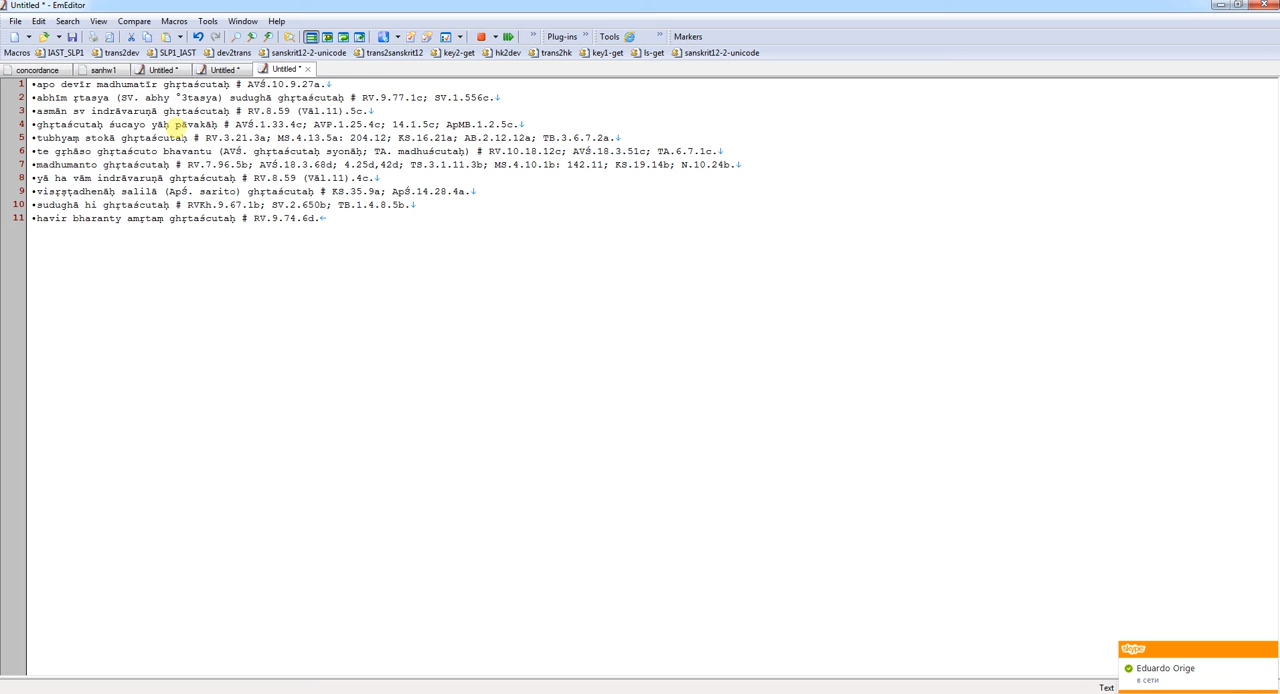 Untitled * - EmEditor
File Edit Search View Compare Macros Tools Window Help
» Plug-ins » Tools » Markers
Macros IAST_SLP1 trans2dev SLP1_IAST dev2trans sanskrit12-2-unicode trans2sanskrit12 key2-get hk2dev trans2hk key1-get ls-get sanskrit12-2-unicode
concordance sanhw1 Untitled * Untitled * Untitled * ×
1 •apo devīr madhumatīr ghṛtaścutaḥ # AVŚ.10.9.27a.↓
2 •abhīm ṛtasya (SV. abhy °3tasya) sudughā ghṛtaścutaḥ # RV.9.77.1c; SV.1.556c.↓
3 •asmān sv indrāvaruṇā ghṛtaścutaḥ # RV.8.59 (Vāl.11).5c.↓
4 •ghṛtaścutaḥ śucayo yāḥ pāvakāḥ # AVŚ.1.33.4c; AVP.1.25.4c; 14.1.5c; ApMB.1.2.5c.↓
5 •tubhyaṃ stokā ghṛtaścutaḥ # RV.3.21.3a; MS.4.13.5a: 204.12; KS.16.21a; AB.2.12.12a; TB.3.6.7.2a.↓
6 •te gṛhāso ghṛtaścuto bhavantu (AVŚ. ghṛtaścutaḥ syonāḥ; TA. madhuścutaḥ) # RV.10.18.12c; AVŚ.18.3.51c; TA.6.7.1c.↓
7 •madhumanto ghṛtaścutaḥ # RV.7.96.5b; AVŚ.18.3.68d; 4.25d,42d; TS.3.1.11.3b; MS.4.10.1b: 142.11; KS.19.14b; N.10.24b.↓
8 •yā ha vām indrāvaruṇā ghṛtaścutaḥ # RV.8.59 (Vāl.11).4c.↓
9 •visṛṣṭadhenāḥ salilā (ApŚ. sarito) ghṛtaścutaḥ # KS.35.9a; ApŚ.14.28.4a.↓
10 •sudughā hi ghṛtaścutaḥ # RVKh.9.67.1b; SV.2.650b; TB.1.4.8.5b.↓
11 •havir bharanty amṛtaṃ ghṛtaścutaḥ # RV.9.74.6d.←
skype
Eduardo Orige
в сети
Text